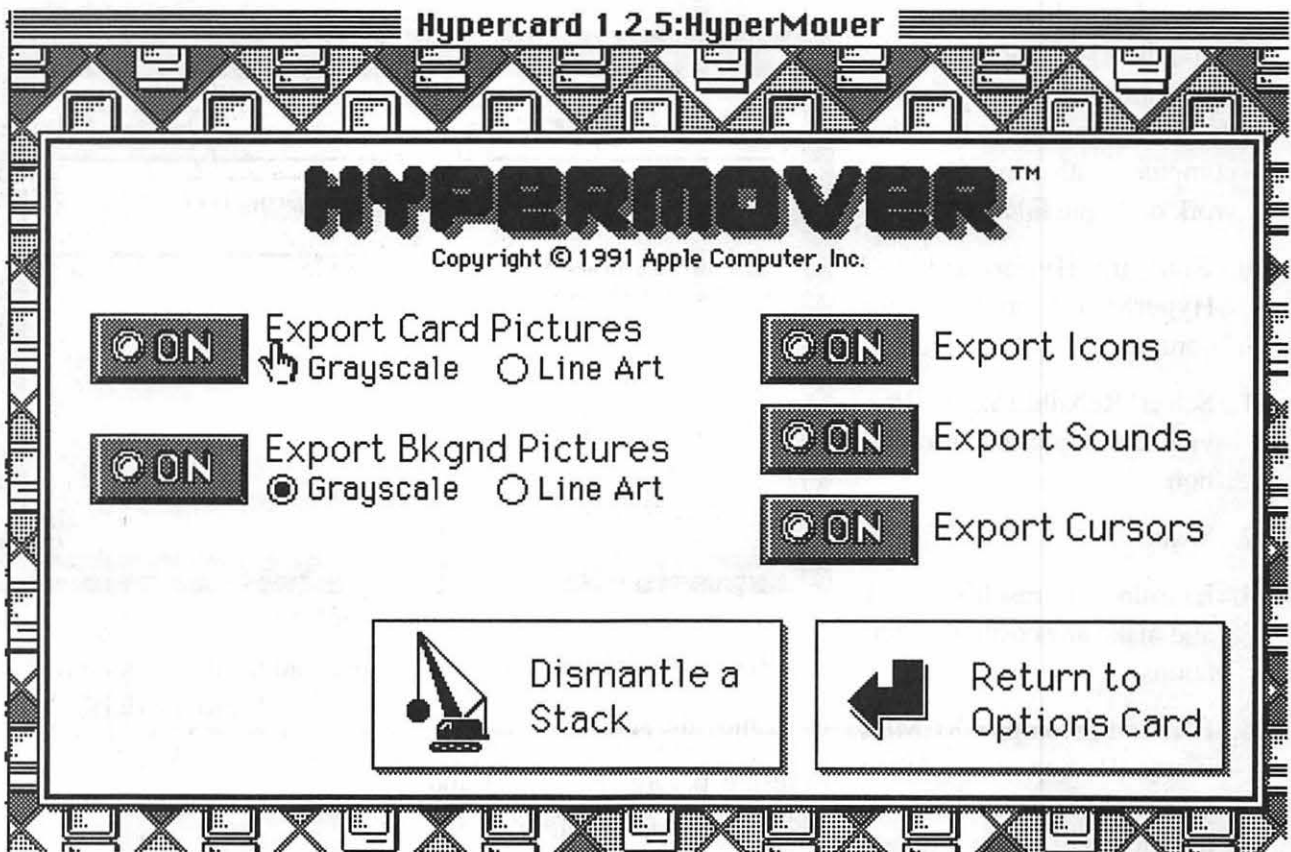 Hypercard 1.2.5:HyperMover
HYPERMOVER™
Copyright © 1991 Apple Computer, Inc.
ON Export Card Pictures
Grayscale Line Art
ON Export Bkgnd Pictures
Grayscale Line Art
ON Export Icons
ON Export Sounds
ON Export Cursors
Dismantle a
Stack
Return to
Options Card